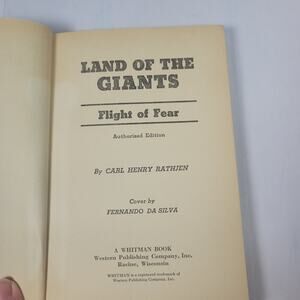 LAND OF THE
GIANTS
Flight of Fear
Authorized Edition
By CARL HENRY RATHJEN
Cover by
FERNANDO DA SILVA
A WHITMAN BOOK
Western Publishing Company, Inc.
Racine, Wisconsin
WHITMAN is a registered trademark of
Western Publishing Company, Inc.